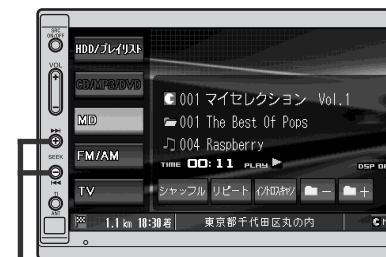 SRC
ON/OFF
VOL
SEEK
TI
ANT
HDD/プレイリスト
CD/MP3/DVD
MD
FM/AM
TV
001 マイセレクション Vol.1
001 The Best Of Pops
004 Raspberry
TIME 00:11 PLAY
DSP OF
シャッフル リピート イントロスキャン － ＋
1.1 km 18:30着 東京都千代田区丸の内